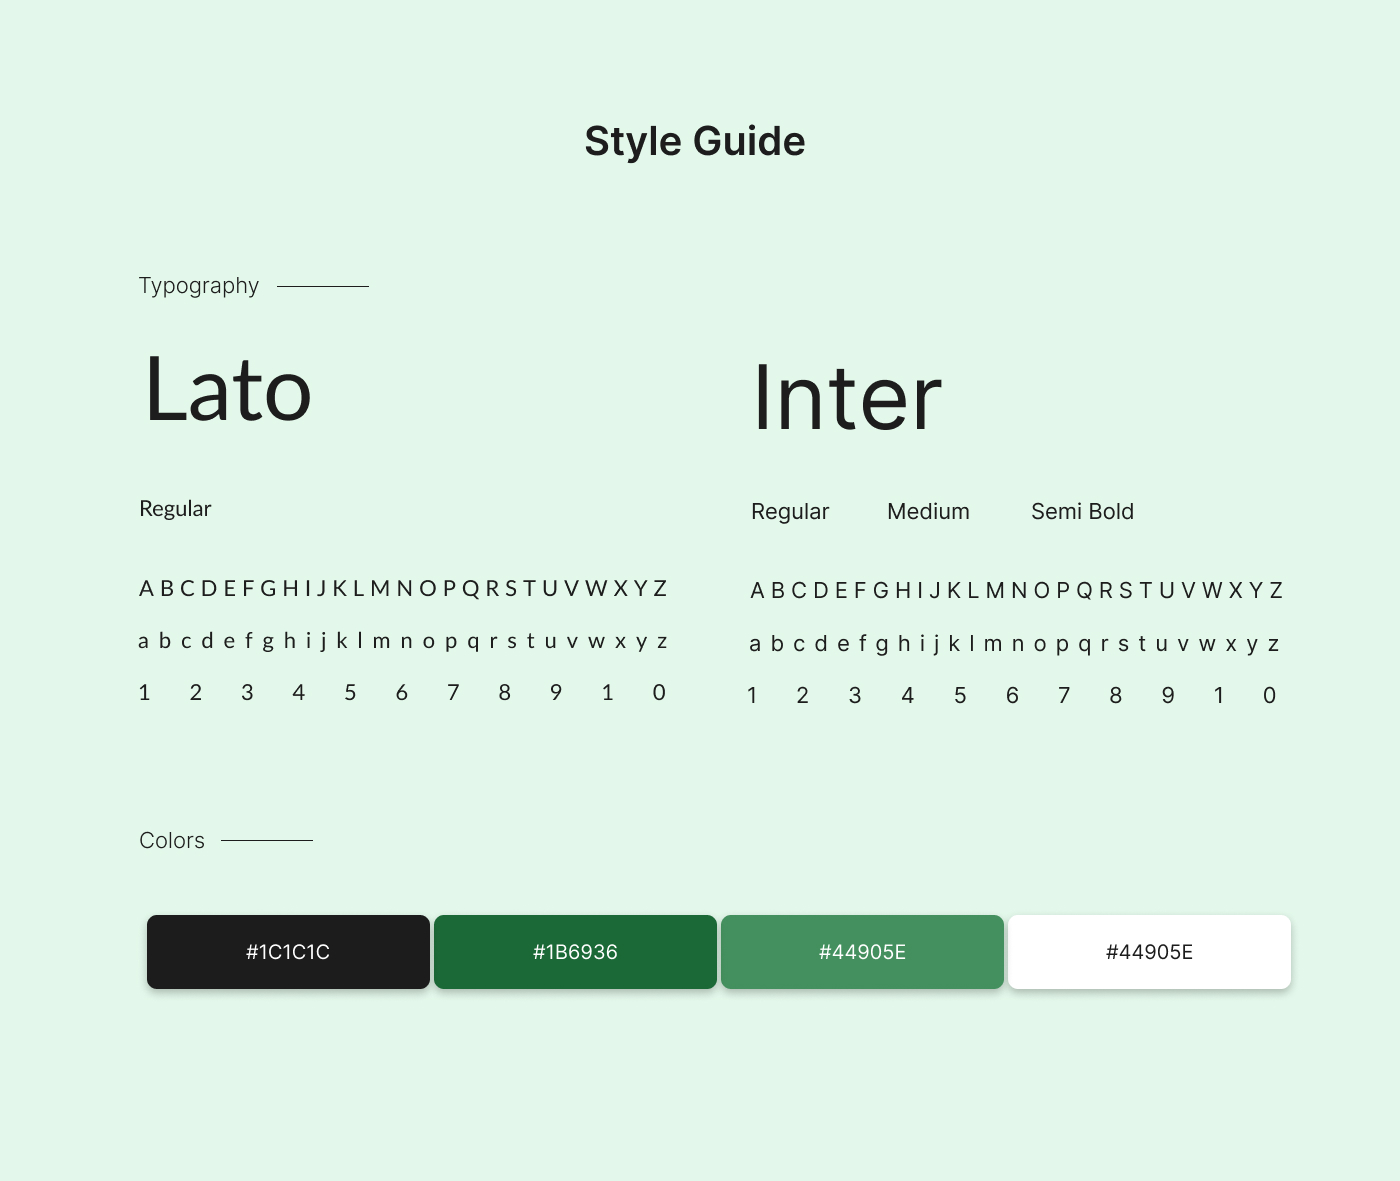 Style Guide
Typography
Lato
Regular
A B C D E F G H I J K L M N O P Q R S T U V W X Y Z
a b c d e f g h i j k l m n o p q r s t u v w x y z
1 2 3 4 5 6 7 8 9 1 0
Inter
Regular Medium Semi Bold
A B C D E F G H I J K L M N O P Q R S T U V W X Y Z
a b c d e f g h i j k l m n o p q r s t u v w x y z
1 2 3 4 5 6 7 8 9 1 0
Colors
#1C1C1C #1B6936 #44905E #44905E